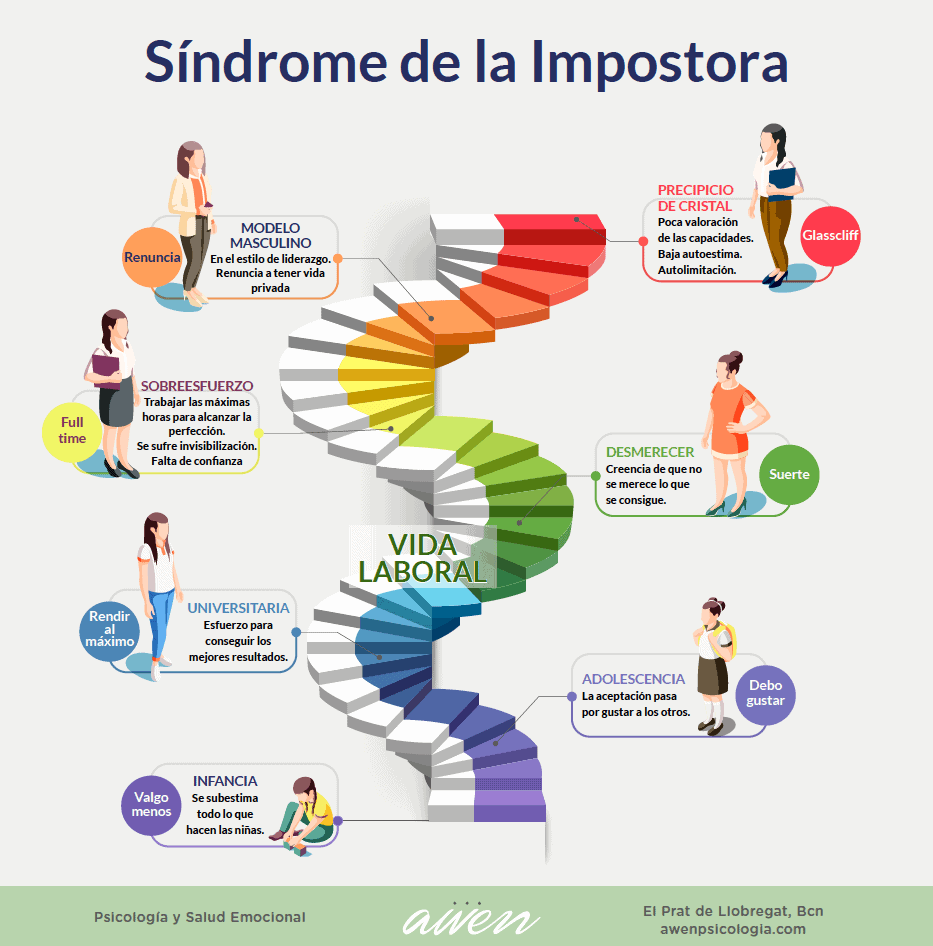 Síndrome de la Impostora
PRECIPICIO
DE CRISTAL
Poca valoración
de las capacidades.
Baja autoestima.
Autolimitación.
Glasscliff
Renuncia
MODELO
MASCULINO
En el estilo de liderazgo.
Renuncia a tener vida
privada
Full
time
SOBREESFUERZO
Trabajar las máximas
horas para alcanzar la
perfección.
Se sufre invisibilización.
Falta de confianza
DESMERECER
Creencia de que no
se merece lo que
se consigue.
Suerte
VIDA
LABORAL
Rendir
al
máximo
UNIVERSITARIA
Esfuerzo para
conseguir los
mejores resultados.
ADOLESCENCIA
La aceptación pasa
por gustar a los otros.
Debo
gustar
Valgo
menos
INFANCIA
Se subestima
todo lo que
hacen las niñas.
Psicología y Salud Emocional
awen
El Prat de Llobregat, Bcn
awenpsicologia.com